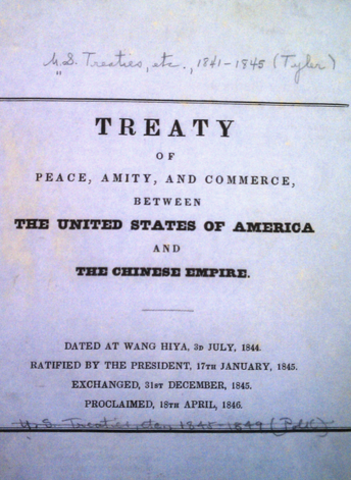 U.S. Treaties, etc., 1841-1845 (Tyler)
TREATY
OF
PEACE, AMITY, AND COMMERCE,
BETWEEN
THE UNITED STATES OF AMERICA
AND
THE CHINESE EMPIRE.
DATED AT WANG HIYA, 3D JULY, 1844.
RATIFIED BY THE PRESIDENT, 17TH JANUARY, 1845.
EXCHANGED, 31ST DECEMBER, 1845.
PROCLAIMED, 18TH APRIL, 1846.
U.S. Treaties, etc., 1845-1849 (Polk)